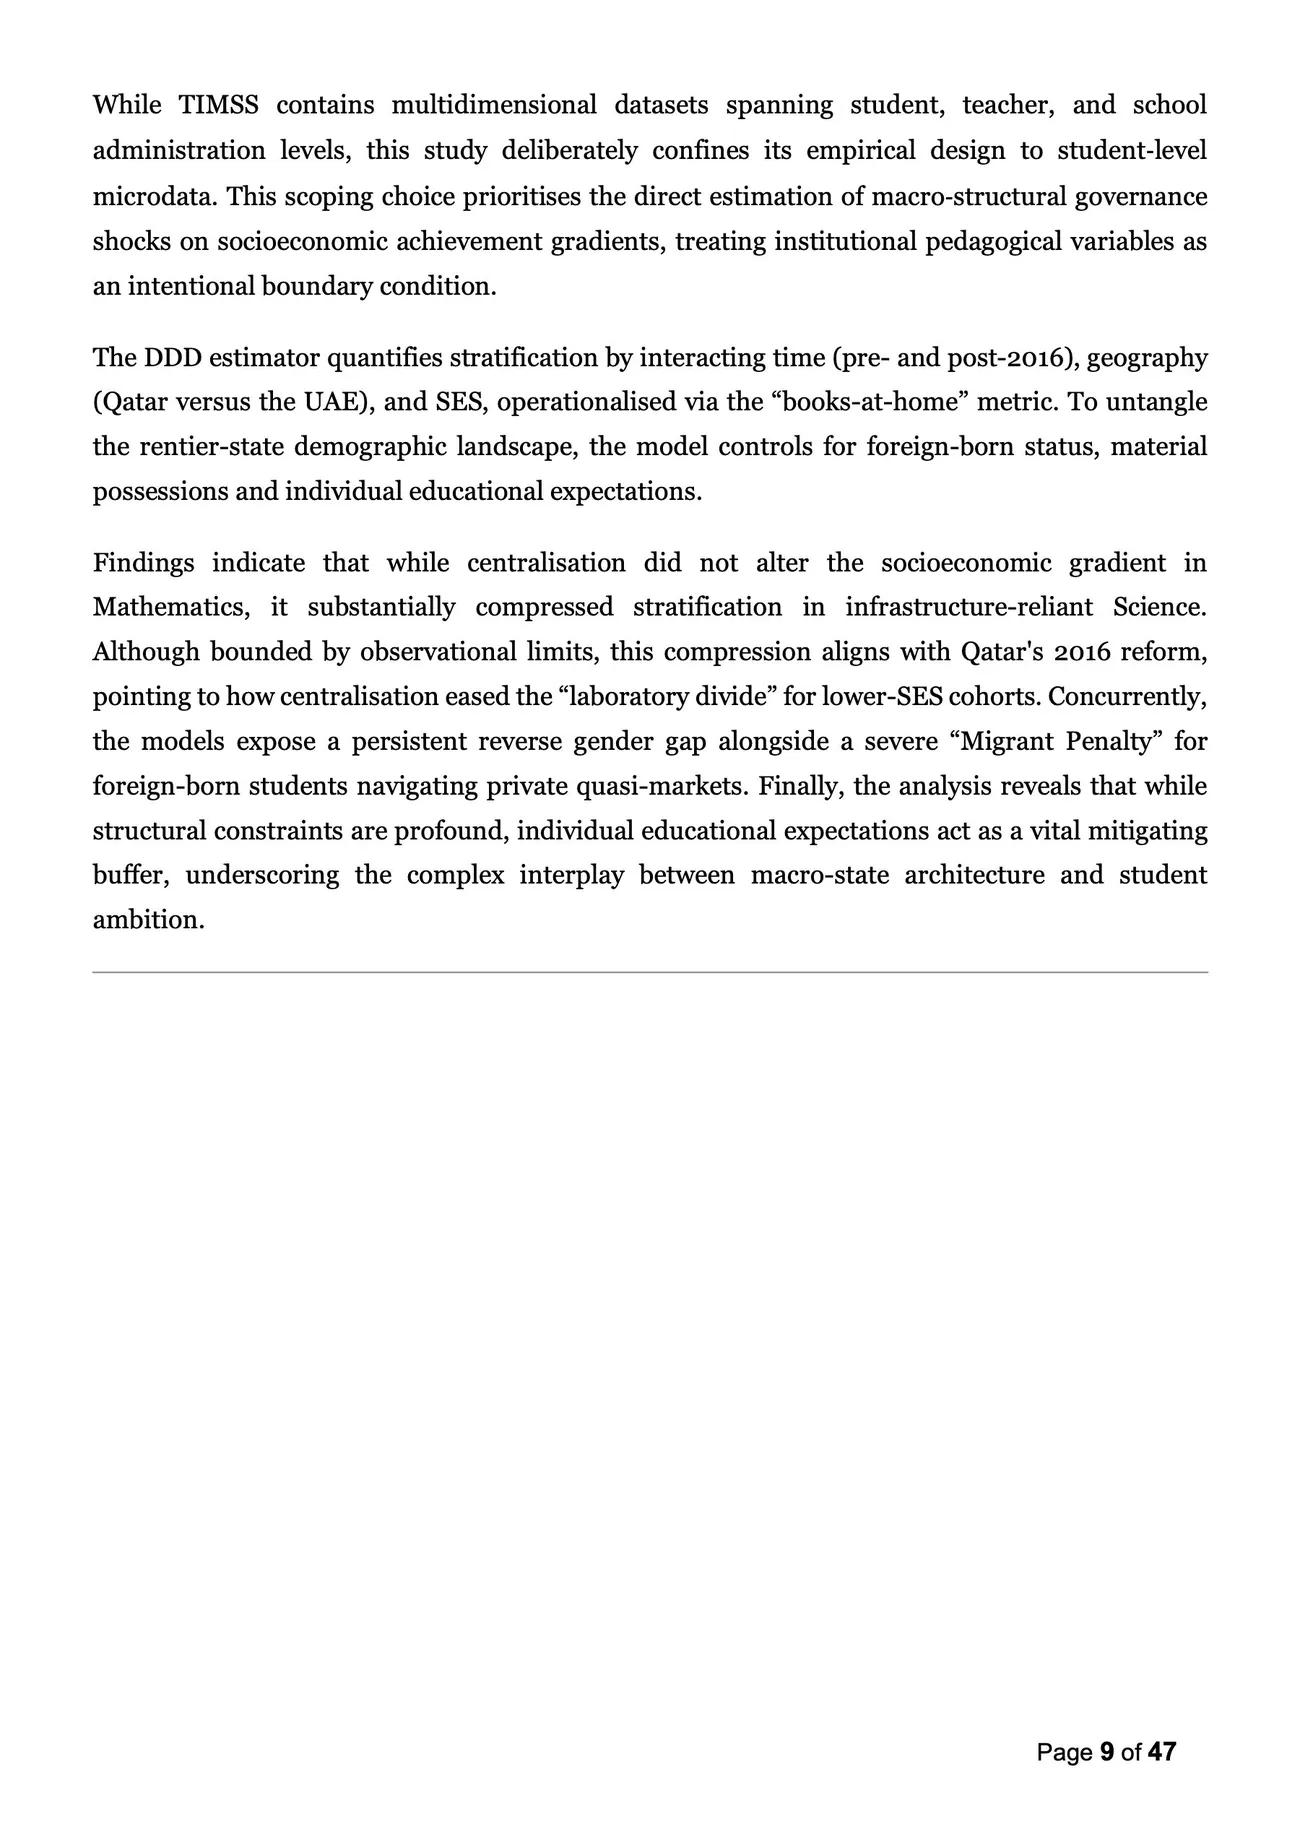 While TIMSS contains multidimensional datasets spanning student, teacher, and school
administration levels, this study deliberately confines its empirical design to student-level
microdata. This scoping choice prioritises the direct estimation of macro-structural governance
shocks on socioeconomic achievement gradients, treating institutional pedagogical variables as
an intentional boundary condition.
The DDD estimator quantifies stratification by interacting time (pre- and post-2016), geography
(Qatar versus the UAE), and SES, operationalised via the “books-at-home” metric. To untangle
the rentier-state demographic landscape, the model controls for foreign-born status, material
possessions and individual educational expectations.
Findings indicate that while centralisation did not alter the socioeconomic gradient in
Mathematics, it substantially compressed stratification in infrastructure-reliant Science.
Although bounded by observational limits, this compression aligns with Qatar's 2016 reform,
pointing to how centralisation eased the “laboratory divide” for lower-SES cohorts. Concurrently,
the models expose a persistent reverse gender gap alongside a severe “Migrant Penalty” for
foreign-born students navigating private quasi-markets. Finally, the analysis reveals that while
structural constraints are profound, individual educational expectations act as a vital mitigating
buffer, underscoring the complex interplay between macro-state architecture and student
ambition.
Page 9 of 47